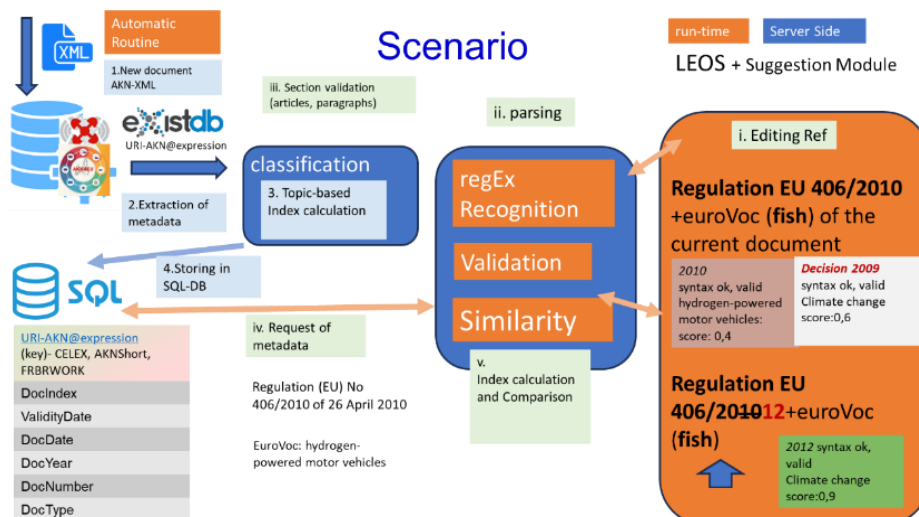 Scenario
XML
Automatic
Routine
1.New document
AKN-XML
eXistdb
URI-AKN@expression
2.Extraction of
metadata
iii. Section validation
(articles, paragraphs)
classification
3. Topic-based
Index calculation
4.Storing in
SQL-DB
SQL
URI-AKN@expression
(key)- CELEX, AKNShort,
FRBRWORK
DocIndex
ValidityDate
DocDate
DocYear
DocNumber
DocType
iv. Request of
metadata
Regulation (EU) No
406/2010 of 26 April 2010
EuroVoc: hydrogen-
powered motor vehicles
ii. parsing
regEx
Recognition
Validation
Similarity
v.
Index calculation
and Comparison
run-time
Server Side
LEOS + Suggestion Module
i. Editing Ref
Regulation EU 406/2010
+euroVoc (fish) of the
current document
2010
syntax ok, valid
hydrogen-powered
motor vehicles:
score: 0,4
Decision 2009
syntax ok, valid
Climate change
score:0,6
Regulation EU
406/201012+euroVoc
(fish)
2012 syntax ok,
valid
Climate change
score:0,9